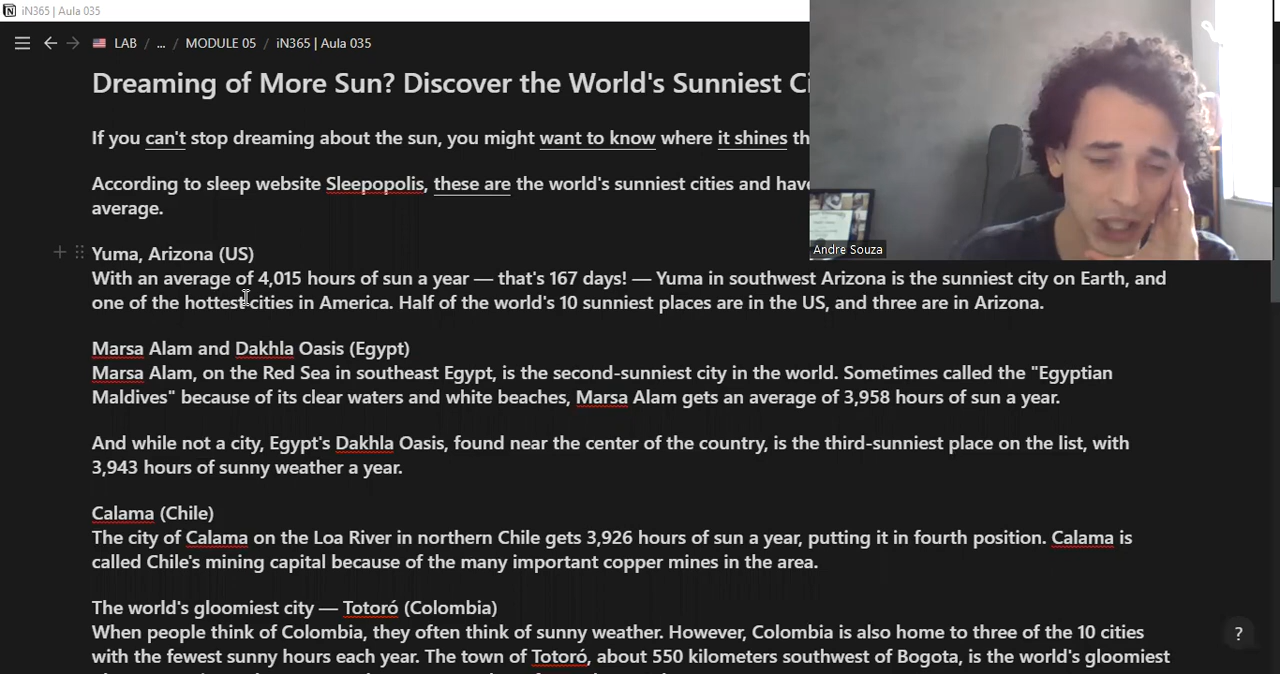 iN365 | Aula 035
LAB / ... / MODULE 05 / iN365 | Aula 035
Dreaming of More Sun? Discover the World's Sunniest
If you can't stop dreaming about the sun, you might want to know where it shines
According to sleep website Sleepopolis, these are the world's sunniest cities and
average.
Andre Souza
Yuma, Arizona (US)
With an average of 4,015 hours of sun a year — that's 167 days! — Yuma in southwest Arizona is the sunniest city on Earth, and
one of the hottest cities in America. Half of the world's 10 sunniest places are in the US, and three are in Arizona.
Marsa Alam and Dakhla Oasis (Egypt)
Marsa Alam, on the Red Sea in southeast Egypt, is the second-sunniest city in the world. Sometimes called the "Egyptian
Maldives" because of its clear waters and white beaches, Marsa Alam gets an average of 3,958 hours of sun a year.
And while not a city, Egypt's Dakhla Oasis, found near the center of the country, is the third-sunniest place on the list, with
3,943 hours of sunny weather a year.
Calama (Chile)
The city of Calama on the Loa River in northern Chile gets 3,926 hours of sun a year, putting it in fourth position. Calama is
called Chile's mining capital because of the many important copper mines in the area.
The world's gloomiest city — Totoró (Colombia)
When people think of Colombia, they often think of sunny weather. However, Colombia is also home to three of the 10 cities
with the fewest sunny hours each year. The town of Totoró, about 550 kilometers southwest of Bogota, is the world's gloomiest
?